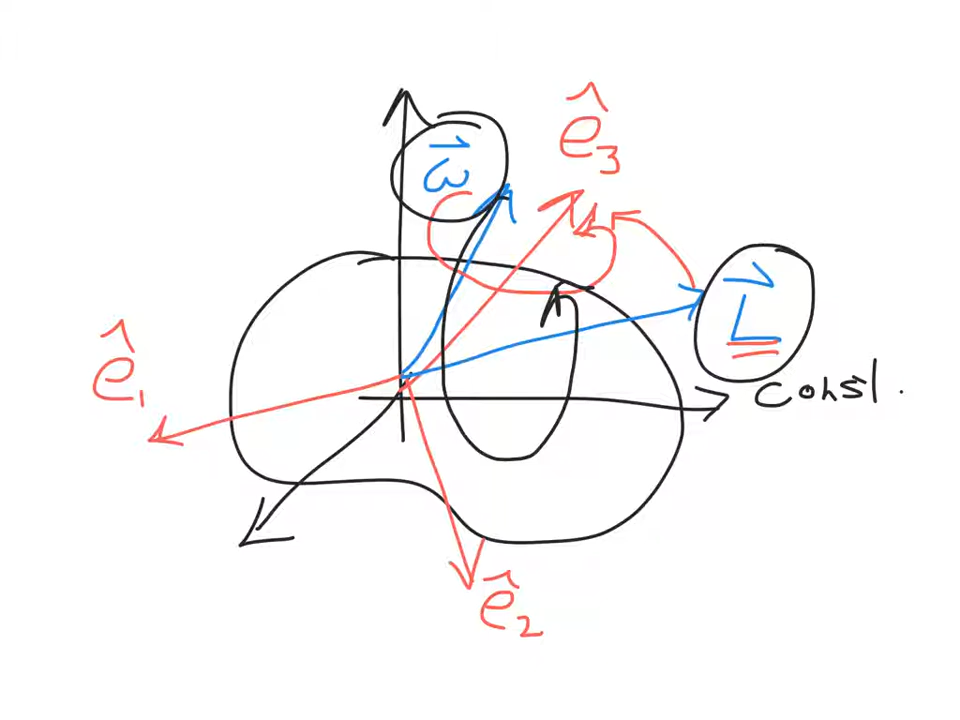 ω⃗
ê₃
L⃗
ê₁
const.
ê₂